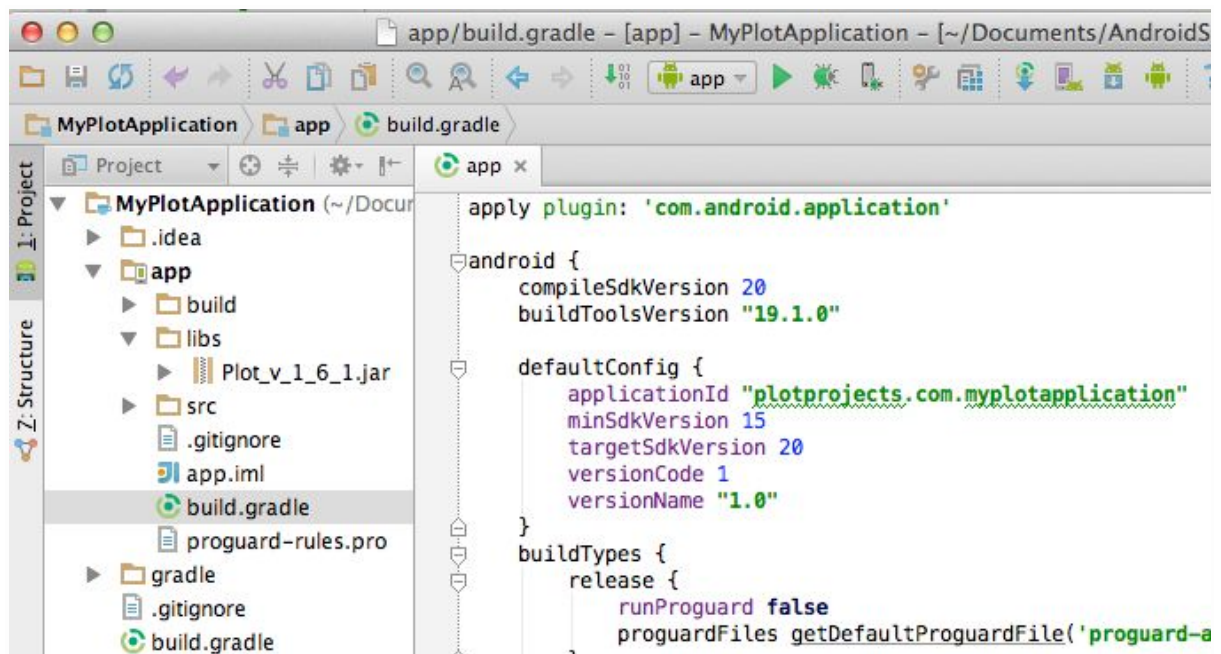 app/build.gradle – [app] – MyPlotApplication – [~/Documents/AndroidS
app
MyPlotApplication app build.gradle
1: Project
Z: Structure
Project
MyPlotApplication (~/Docur
.idea
app
build
libs
Plot_v_1_6_1.jar
src
.gitignore
app.iml
build.gradle
proguard-rules.pro
gradle
.gitignore
build.gradle
app
apply plugin: 'com.android.application'
android {
compileSdkVersion 20
buildToolsVersion "19.1.0"
defaultConfig {
applicationId "plotprojects.com.myplotapplication"
minSdkVersion 15
targetSdkVersion 20
versionCode 1
versionName "1.0"
}
buildTypes {
release {
runProguard false
proguardFiles getDefaultProguardFile('proguard-a